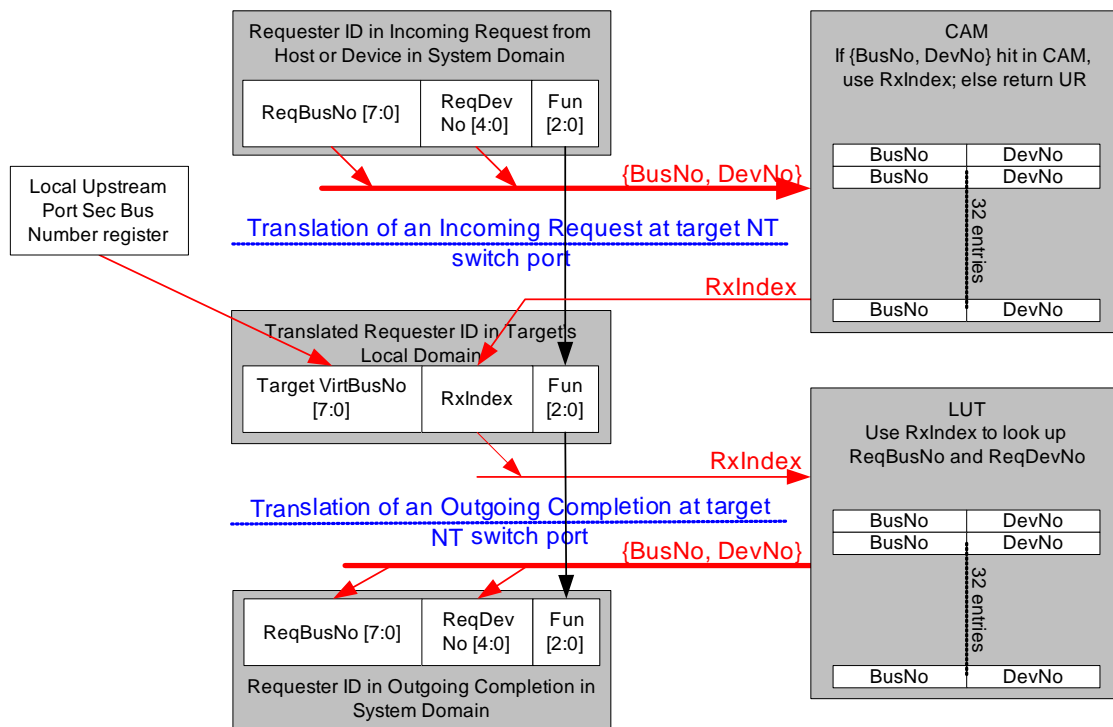 Requester ID in Incoming Request from
Host or Device in System Domain
ReqBusNo [7:0]
ReqDev
No [4:0]
Fun
[2:0]
CAM
If {BusNo, DevNo} hit in CAM,
use RxIndex; else return UR
BusNo
DevNo
BusNo
DevNo
32 entries
BusNo
DevNo
{BusNo, DevNo}
Local Upstream
Port Sec Bus
Number register
Translation of an Incoming Request at target NT
switch port
RxIndex
Translated Requester ID in Target's
Local Domain
Target VirtBusNo
[7:0]
RxIndex
Fun
[2:0]
LUT
Use RxIndex to look up
ReqBusNo and ReqDevNo
BusNo
DevNo
BusNo
DevNo
32 entries
BusNo
DevNo
RxIndex
Translation of an Outgoing Completion at target
NT switch port
{BusNo, DevNo}
ReqBusNo [7:0]
ReqDev
No [4:0]
Fun
[2:0]
Requester ID in Outgoing Completion in
System Domain